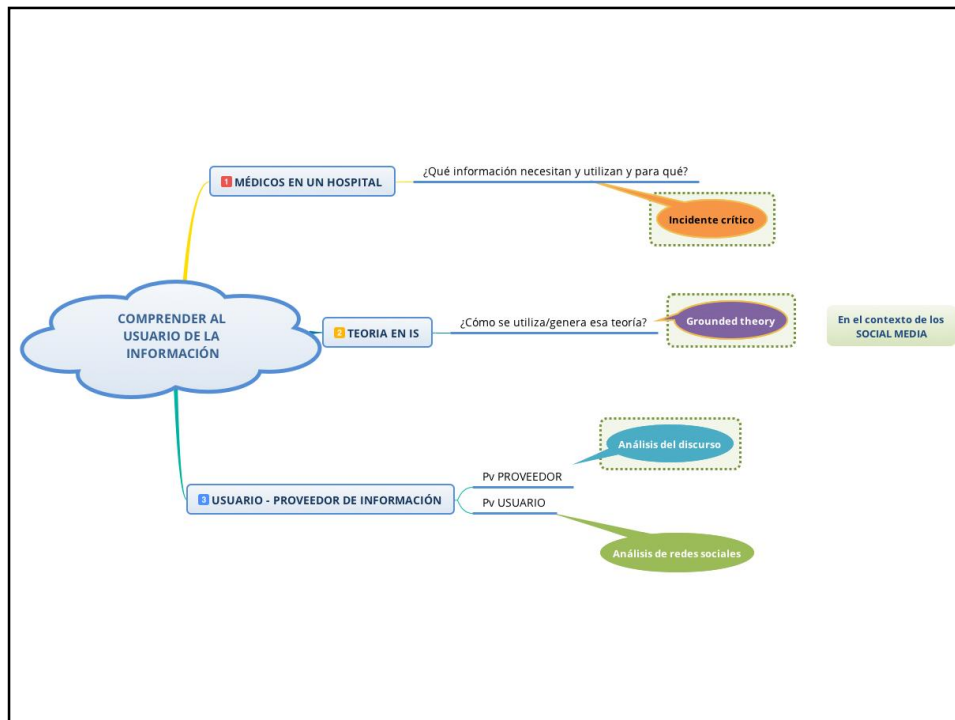 COMPRENDER AL
USUARIO DE LA
INFORMACIÓN
1 MÉDICOS EN UN HOSPITAL
¿Qué información necesitan y utilizan y para qué?
Incidente crítico
2 TEORIA EN IS
¿Cómo se utiliza/genera esa teoría?
Grounded theory
En el contexto de los
SOCIAL MEDIA
3 USUARIO - PROVEEDOR DE INFORMACIÓN
Pv PROVEEDOR
Análisis del discurso
Pv USUARIO
Análisis de redes sociales